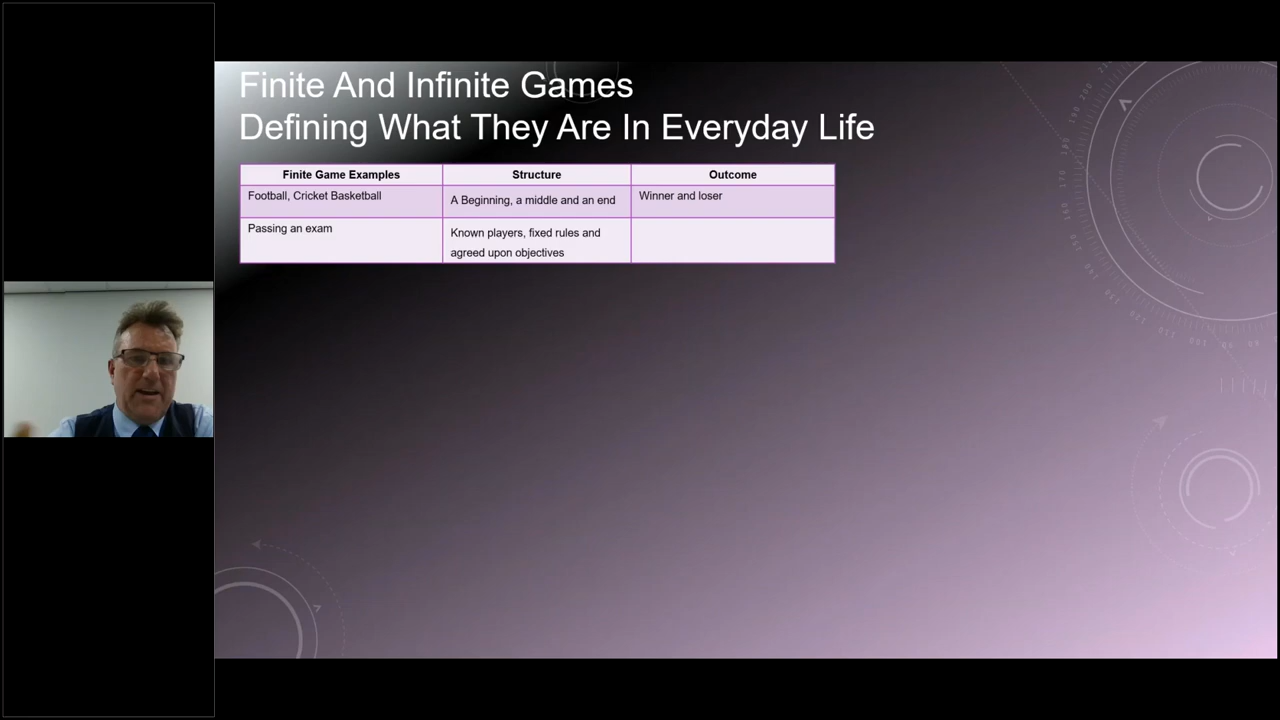 Finite And Infinite Games
Defining What They Are In Everyday Life
Finite Game Examples Structure Outcome
Football, Cricket Basketball A Beginning, a middle and an end Winner and loser
Passing an exam Known players, fixed rules and
agreed upon objectives